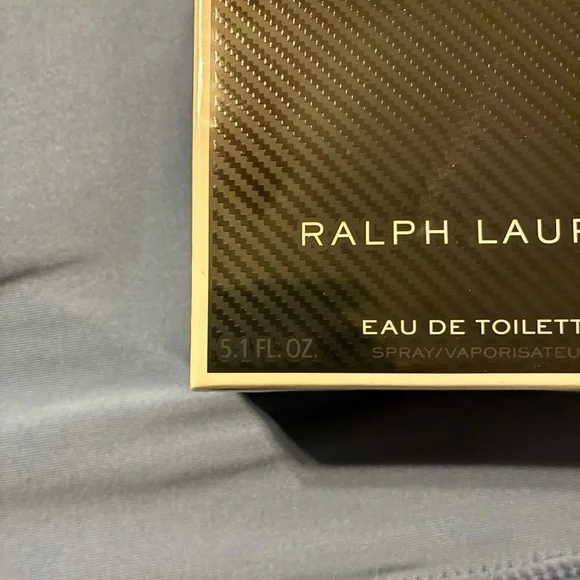 RALPH LAUR
EAU DE TOILETT
5.1 FL. OZ.
SPRAY/VAPORISATEU